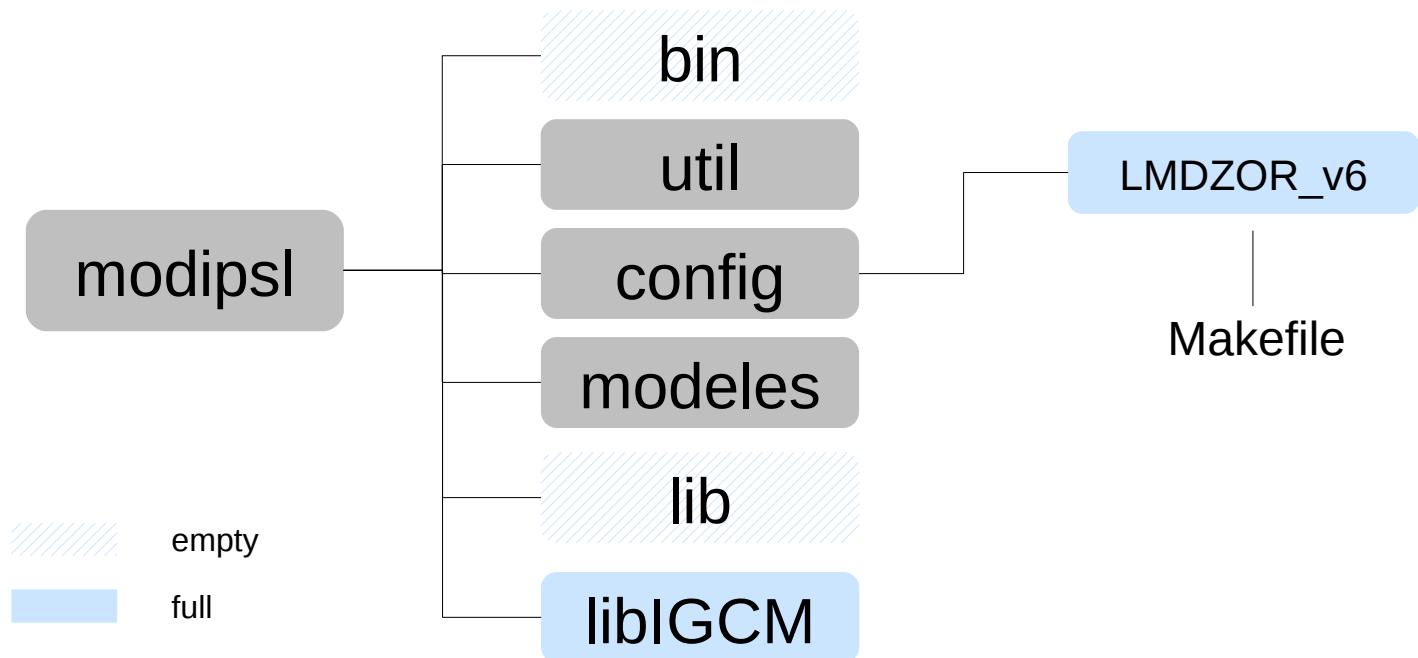 bin
util
LMDZOR_v6
modipsl
config
Makefile
modeles
lib
empty
full
libIGCM